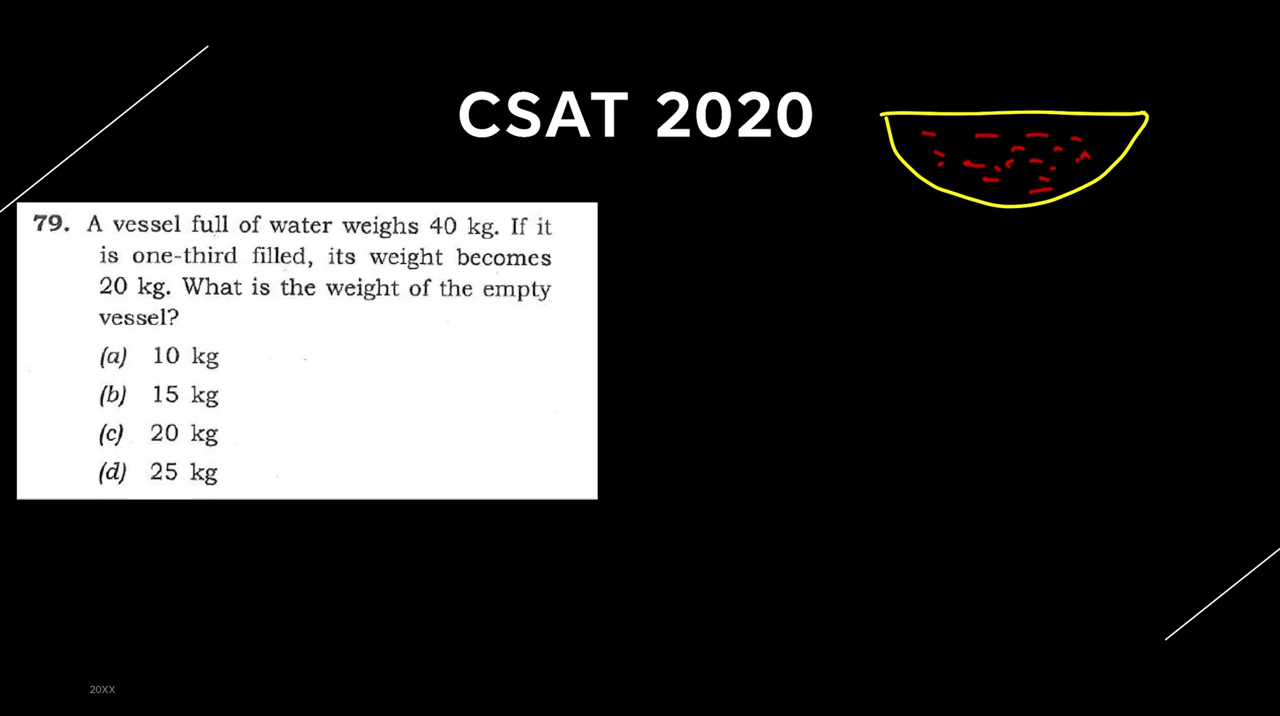 CSAT 2020
79. A vessel full of water weighs 40 kg. If it
is one-third filled, its weight becomes
20 kg. What is the weight of the empty
vessel?
(a) 10 kg
(b) 15 kg
(c) 20 kg
(d) 25 kg
20XX